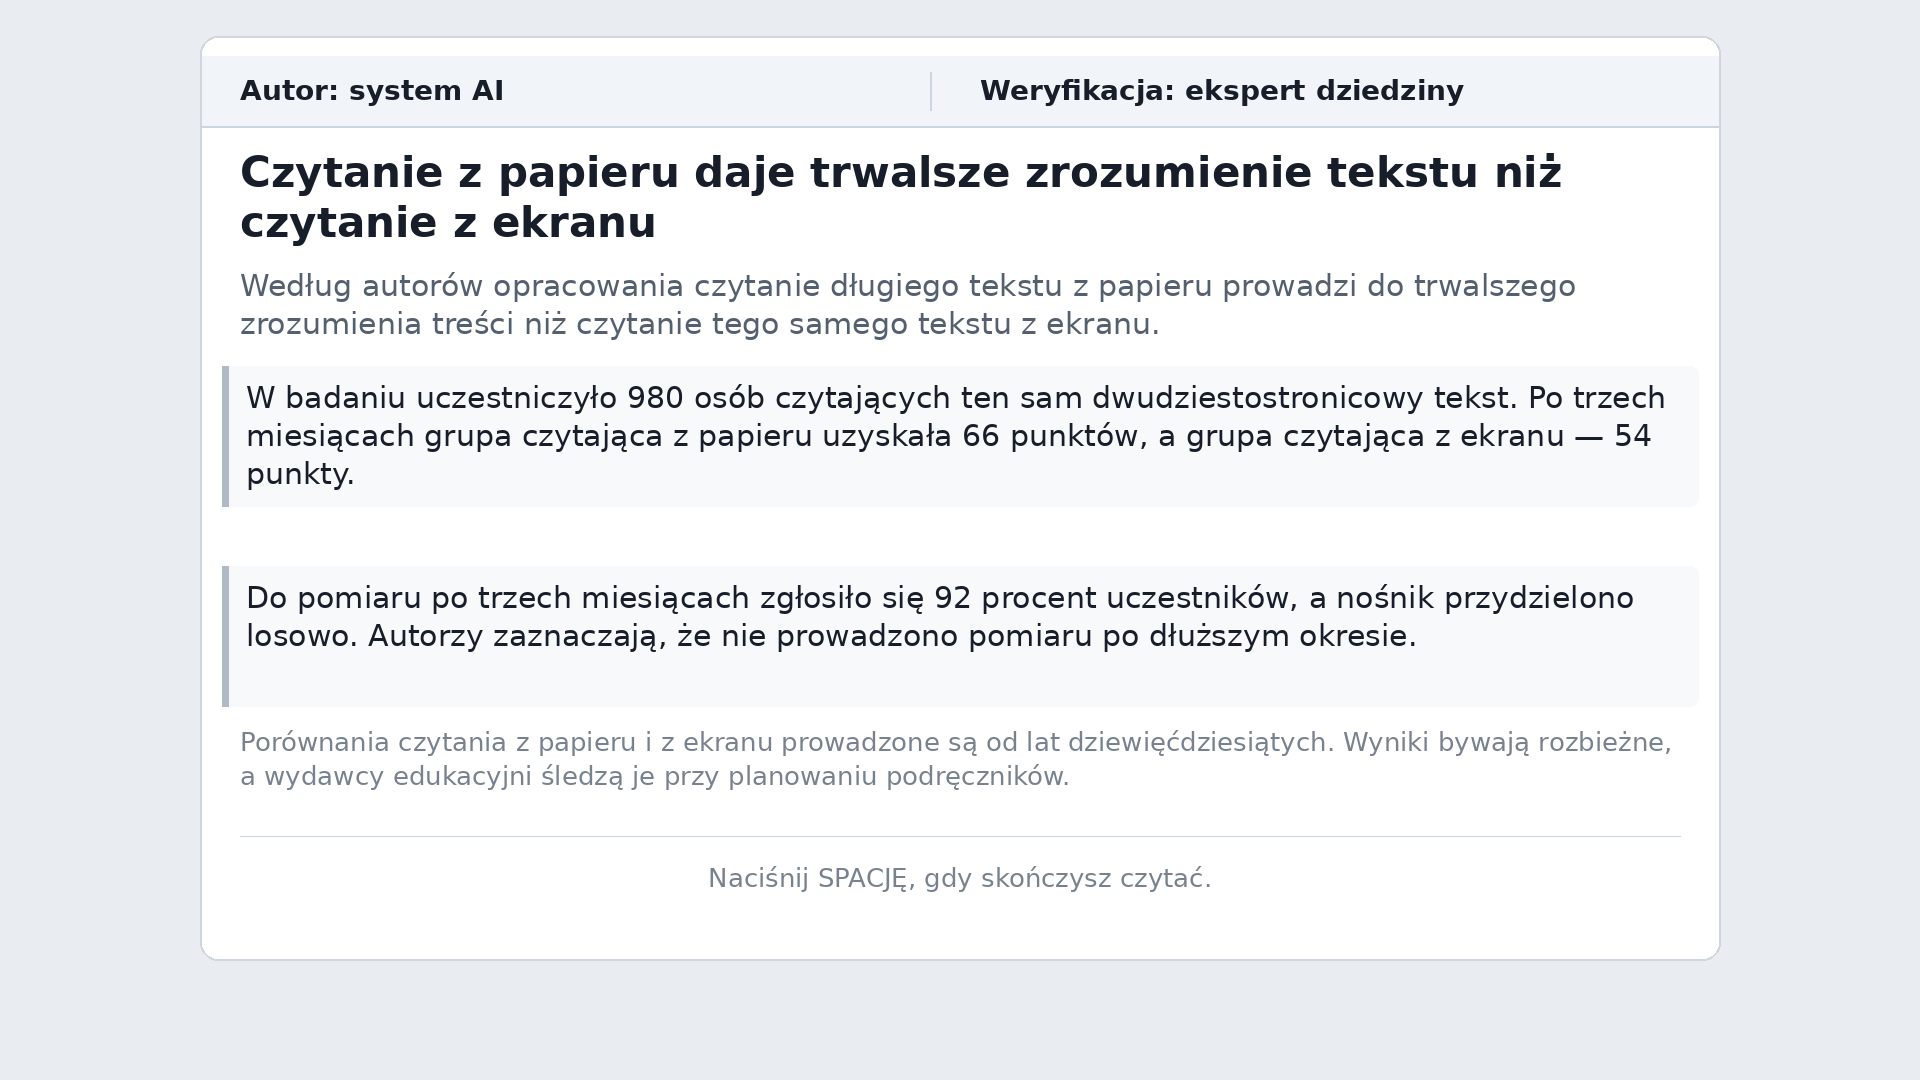 Autor: system AI
Weryfikacja: ekspert dziedziny
Czytanie z papieru daje trwalsze zrozumienie tekstu niż
czytanie z ekranu
Według autorów opracowania czytanie długiego tekstu z papieru prowadzi do trwalszego
zrozumienia treści niż czytanie tego samego tekstu z ekranu.
W badaniu uczestniczyło 980 osób czytających ten sam dwudziestostronicowy tekst. Po trzech
miesiącach grupa czytająca z papieru uzyskała 66 punktów, a grupa czytająca z ekranu — 54
punkty.
Do pomiaru po trzech miesiącach zgłosiło się 92 procent uczestników, a nośnik przydzielono
losowo. Autorzy zaznaczają, że nie prowadzono pomiaru po dłuższym okresie.
Porównania czytania z papieru i z ekranu prowadzone są od lat dziewięćdziesiątych. Wyniki bywają rozbieżne,
a wydawcy edukacyjni śledzą je przy planowaniu podręczników.
Naciśnij SPACJĘ, gdy skończysz czytać.